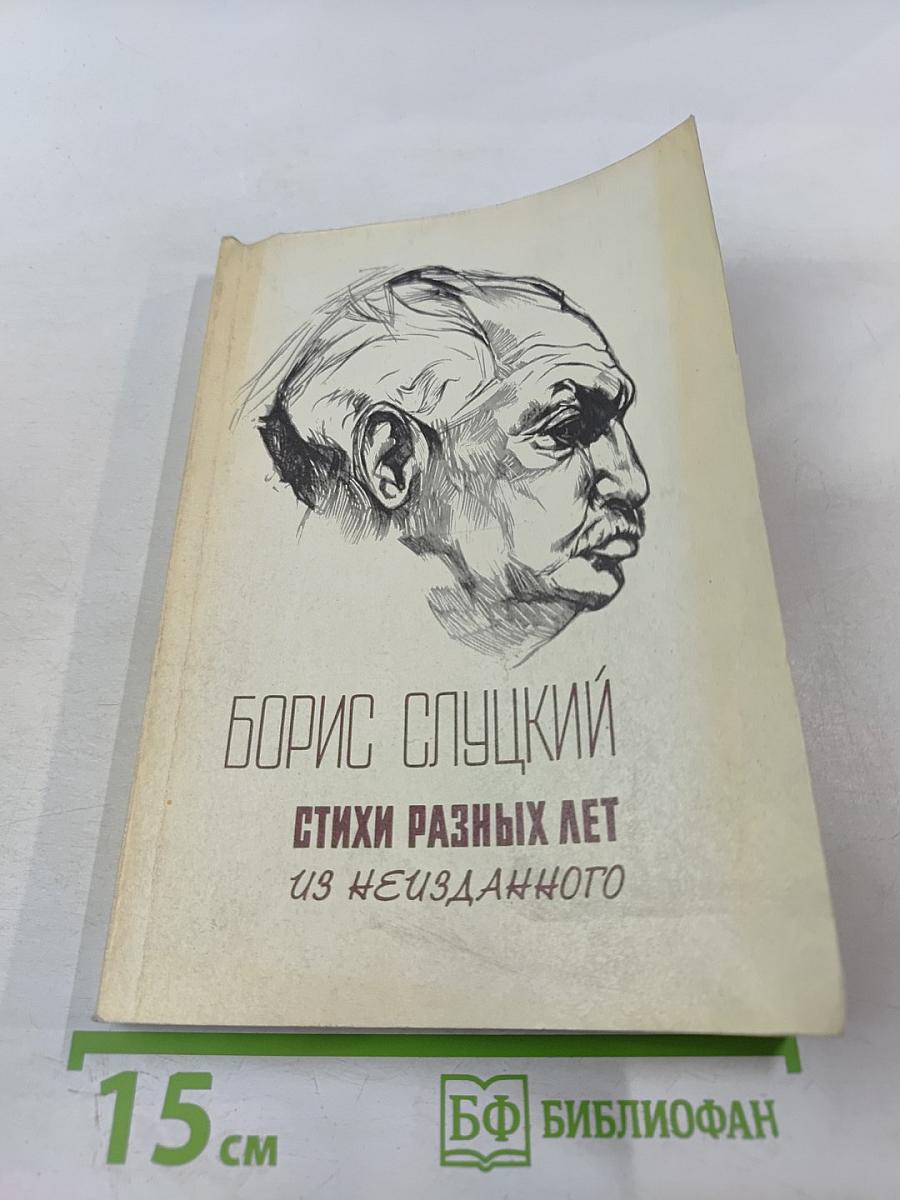 БОРИС СЛУЦКИЙ
СТИХИ РАЗНЫХ ЛЕТ
ИЗ НЕИЗДАННОГО
15 см
БФ БИБЛИОФАН